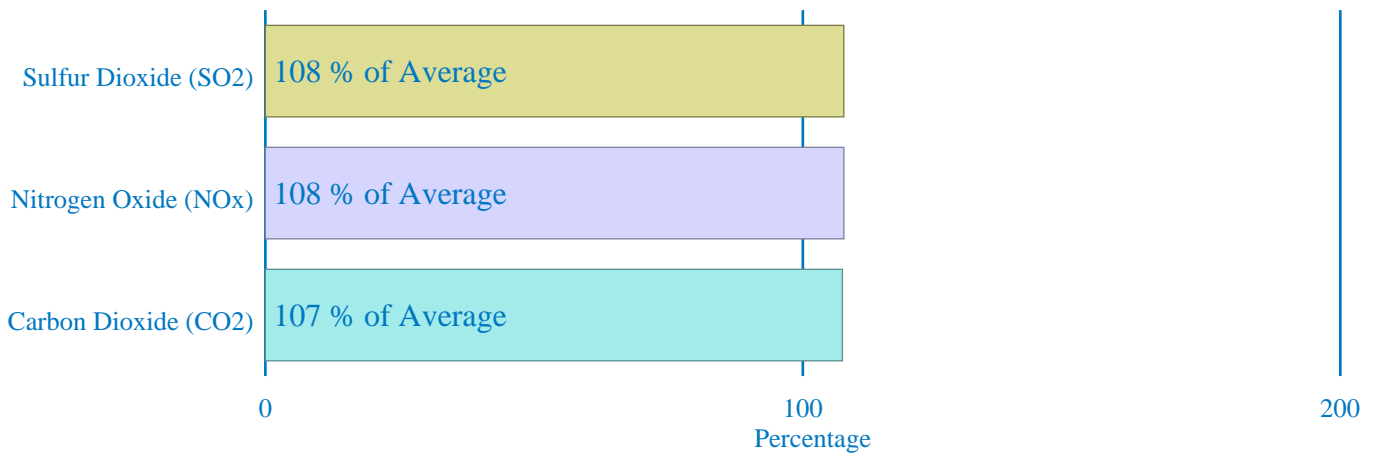 Sulfur Dioxide (SO2) 108 % of Average
Nitrogen Oxide (NOx) 108 % of Average
Carbon Dioxide (CO2) 107 % of Average
0 100 200
Percentage